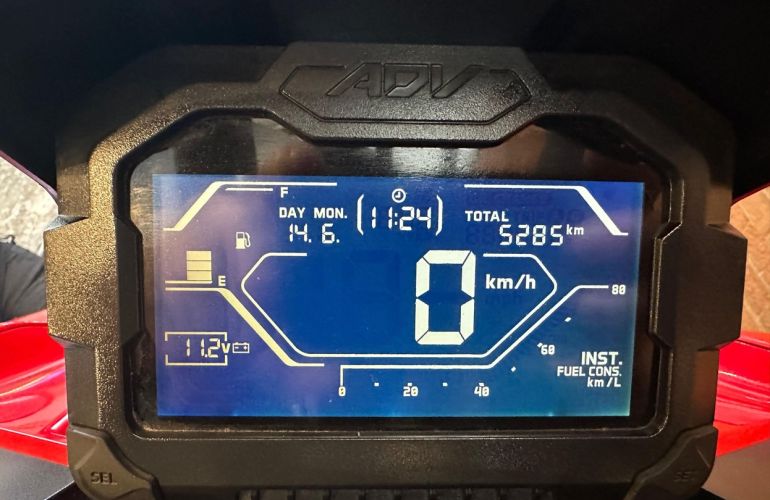 ADV
F
DAY MON.
14. 6.
(11:24)
TOTAL
5285 km
E
0 km/h
80
11.2V
60
INST.
FUEL CONS.
km/L
0 20 40
SEL
SET